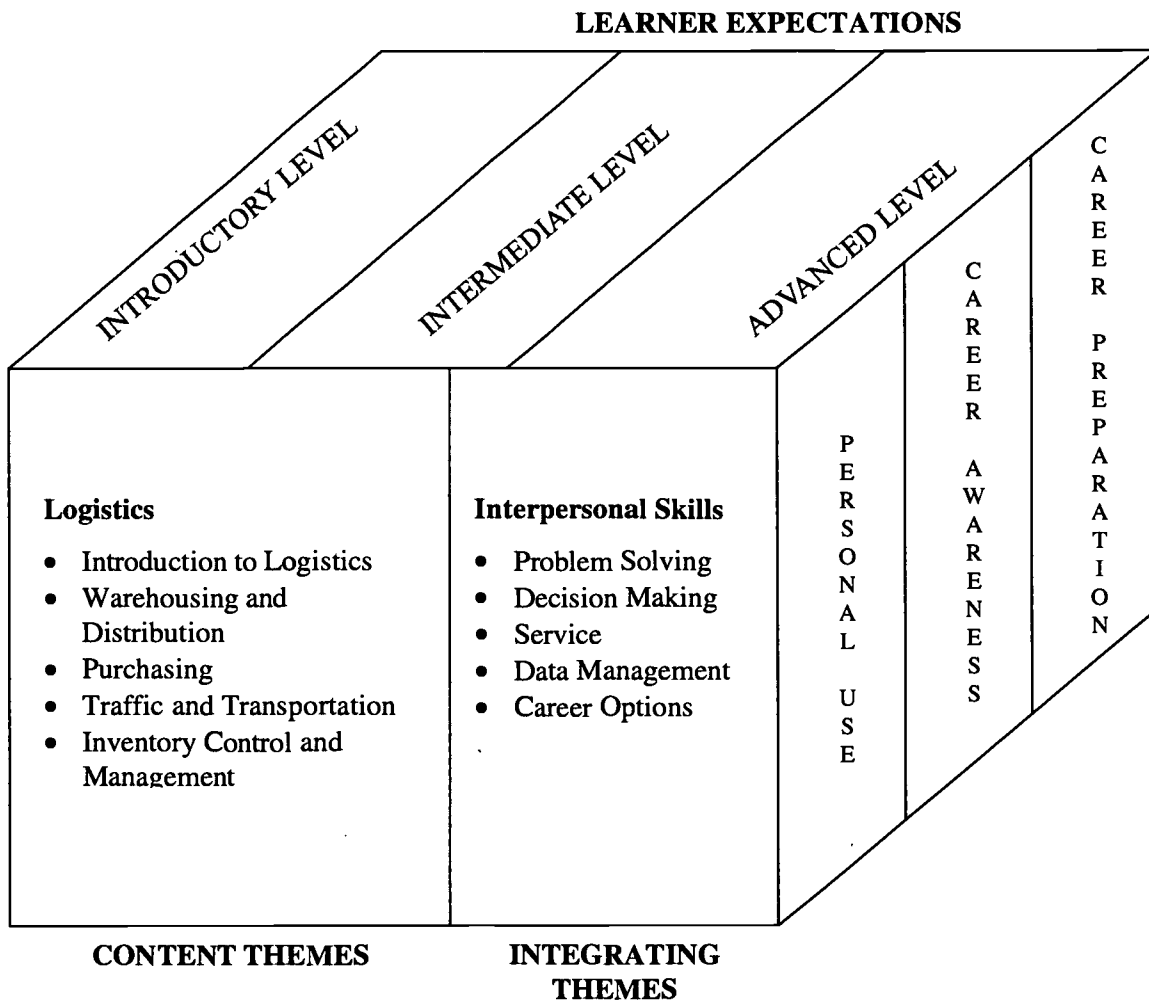 LEARNER EXPECTATIONS
INTRODUCTORY LEVEL
INTERMEDIATE LEVEL
ADVANCED LEVEL
Logistics
• Introduction to Logistics
• Warehousing and
Distribution
• Purchasing
• Traffic and Transportation
• Inventory Control and
Management
Interpersonal Skills
• Problem Solving
• Decision Making
• Service
• Data Management
• Career Options
PERSONAL USE
CAREER AWARENESS
CAREER PREPARATION
CONTENT THEMES
INTEGRATING
THEMES